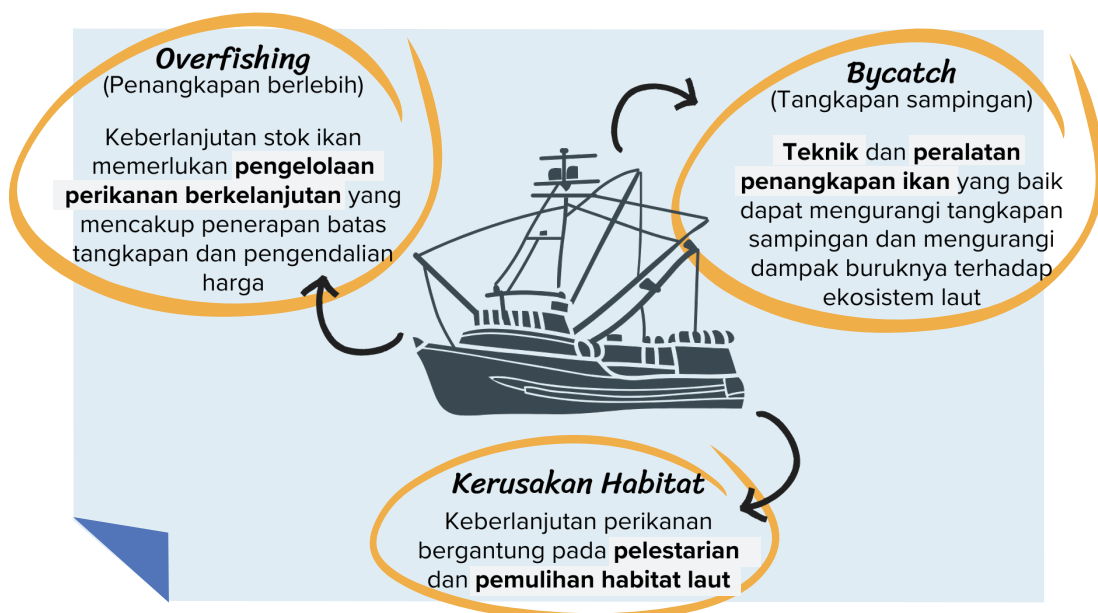 Overfishing
(Penangkapan berlebih)
Keberlanjutan stok ikan
memerlukan pengelolaan
perikanan berkelanjutan yang
mencakup penerapan batas
tangkapan dan pengendalian
harga
Bycatch
(Tangkapan sampingan)
Teknik dan peralatan
penangkapan ikan yang baik
dapat mengurangi tangkapan
sampingan dan mengurangi
dampak buruknya terhadap
ekosistem laut
Kerusakan Habitat
Keberlanjutan perikanan
bergantung pada pelestarian
dan pemulihan habitat laut